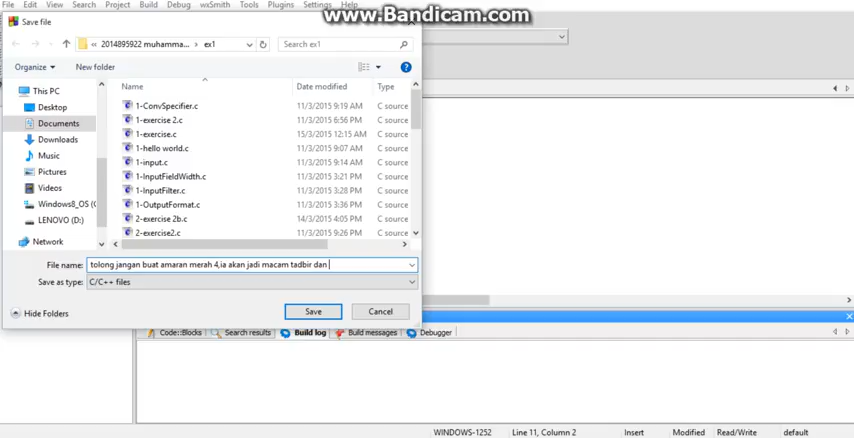 File View Search Project Build Debug wxSmith Tools Plugins Settings Help
www.Bandicam.com
Save file
« 2014895922 muhamma... › ex1
Search ex1
Organize
New folder
This PC
Desktop
Documents
Downloads
Music
Pictures
Videos
Windows8_OS (C
LENOVO (D:)
Network
Name Date modified Type
1-ConvSpecifier.c 11/3/2015 9:19 AM C source
1-exercise 2.c 11/3/2015 6:56 PM C source
1-exercise.c 15/3/2015 12:15 AM C source
1-hello world.c 11/3/2015 9:07 AM C source
1-input.c 11/3/2015 9:14 AM C source
1-InputFieldWidth.c 11/3/2015 3:21 PM C source
1-InputFilter.c 11/3/2015 3:28 PM C source
1-OutputFormat.c 11/3/2015 3:36 PM C source
2-exercise 2b.c 14/3/2015 4:05 PM C source
2-exercise2.c 11/3/2015 9:26 PM C source
File name: tolong jangan buat amaran merah 4,ia akan jadi macam tadbir dan
Save as type: C/C++ files
Hide Folders
Save
Cancel
Code::Blocks Search results Build log Build messages Debugger
WINDOWS-1252 Line 11, Column 2 Insert Modified Read/Write default